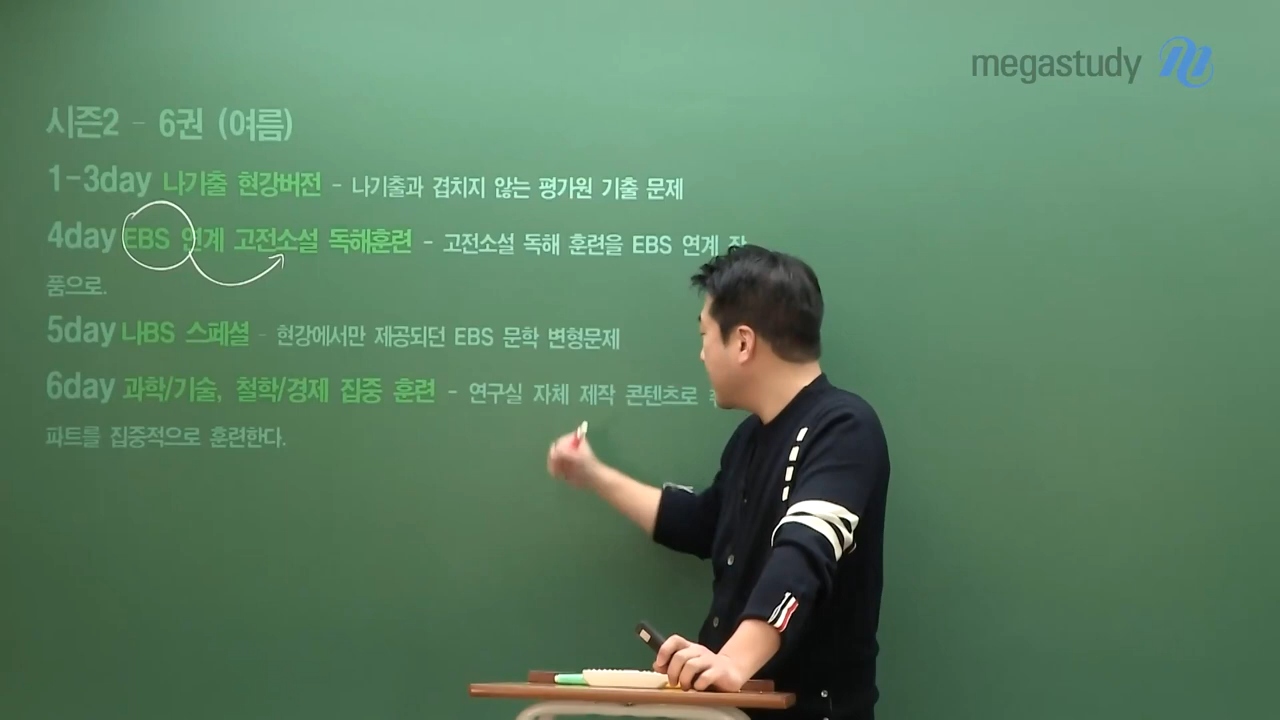 megastudy
시즌2 - 6권 (여름)
1-3day 나기출 현강버전 - 나기출과 겹치지 않는 평가원 기출 문제
4day EBS 연계 고전소설 독해훈련 - 고전소설 독해 훈련을 EBS 연계 작
품으로.
5day 나BS 스페셜 - 현강에서만 제공되던 EBS 문학 변형문제
6day 과학/기술, 철학/경제 집중 훈련 - 연구실 자체 제작 콘텐츠로
파트를 집중적으로 훈련한다.